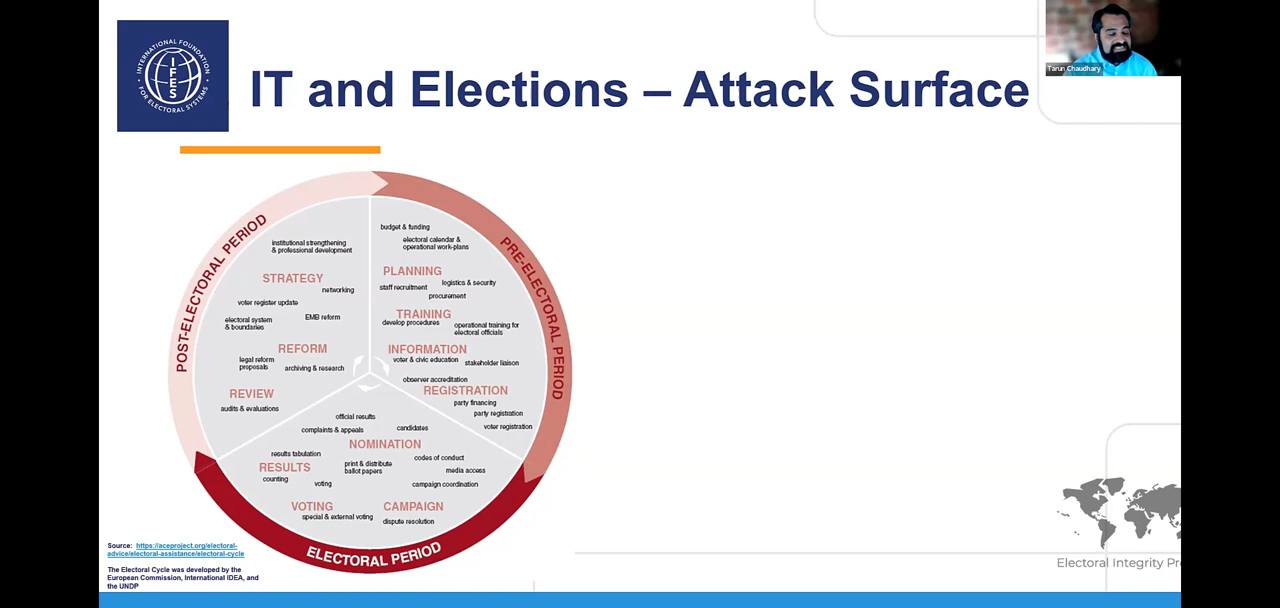 INTERNATIONAL FOUNDATION
IFES
FOR ELECTORAL SYSTEMS
IT and Elections – Attack Surface
Tarun Chaudhary
POST-ELECTORAL PERIOD
PRE-ELECTORAL PERIOD
ELECTORAL PERIOD
institutional strengthening
& professional development
STRATEGY
networking
voter register update
electoral system
& boundaries
EMB reform
REFORM
legal reform
proposals
archiving & research
REVIEW
audits & evaluations
budget & funding
electoral calendar &
operational work-plans
PLANNING
logistics & security
staff recruitment
procurement
TRAINING
develop procedures
operational training for
electoral officials
INFORMATION
voter & civic education
stakeholder liaison
observer accreditation
REGISTRATION
party financing
party registration
voter registration
official results
complaints & appeals
candidates
NOMINATION
results tabulation
codes of conduct
RESULTS
print & distribute
ballot papers
media access
counting
voting
campaign coordination
VOTING
CAMPAIGN
special & external voting
dispute resolution
Source: https://aceproject.org/electoral-
advice/electoral-assistance/electoral-cycle
The Electoral Cycle was developed by the
European Commission, International IDEA, and
the UNDP
Electoral Integrity Pr